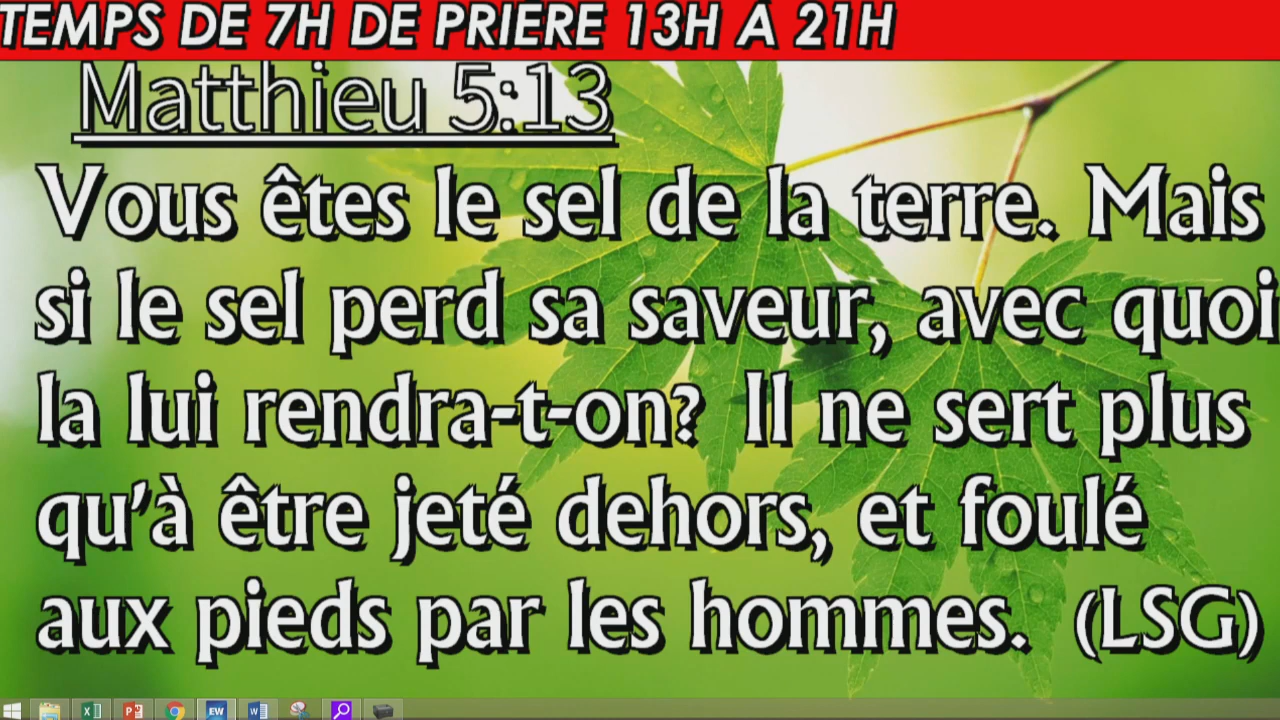 TEMPS DE 7H DE PRIERE 13H A 21H
Matthieu 5:13
Vous êtes le sel de la terre. Mais
si le sel perd sa saveur, avec quoi
la lui rendra-t-on? Il ne sert plus
qu'à être jeté dehors, et foulé
aux pieds par les hommes. (LSG)
EW